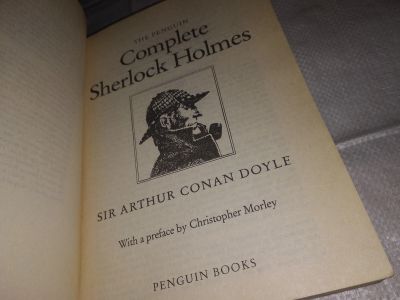 THE PENGUIN
Complete
Sherlock Holmes
SIR ARTHUR CONAN DOYLE
With a preface by Christopher Morley
PENGUIN BOOKS